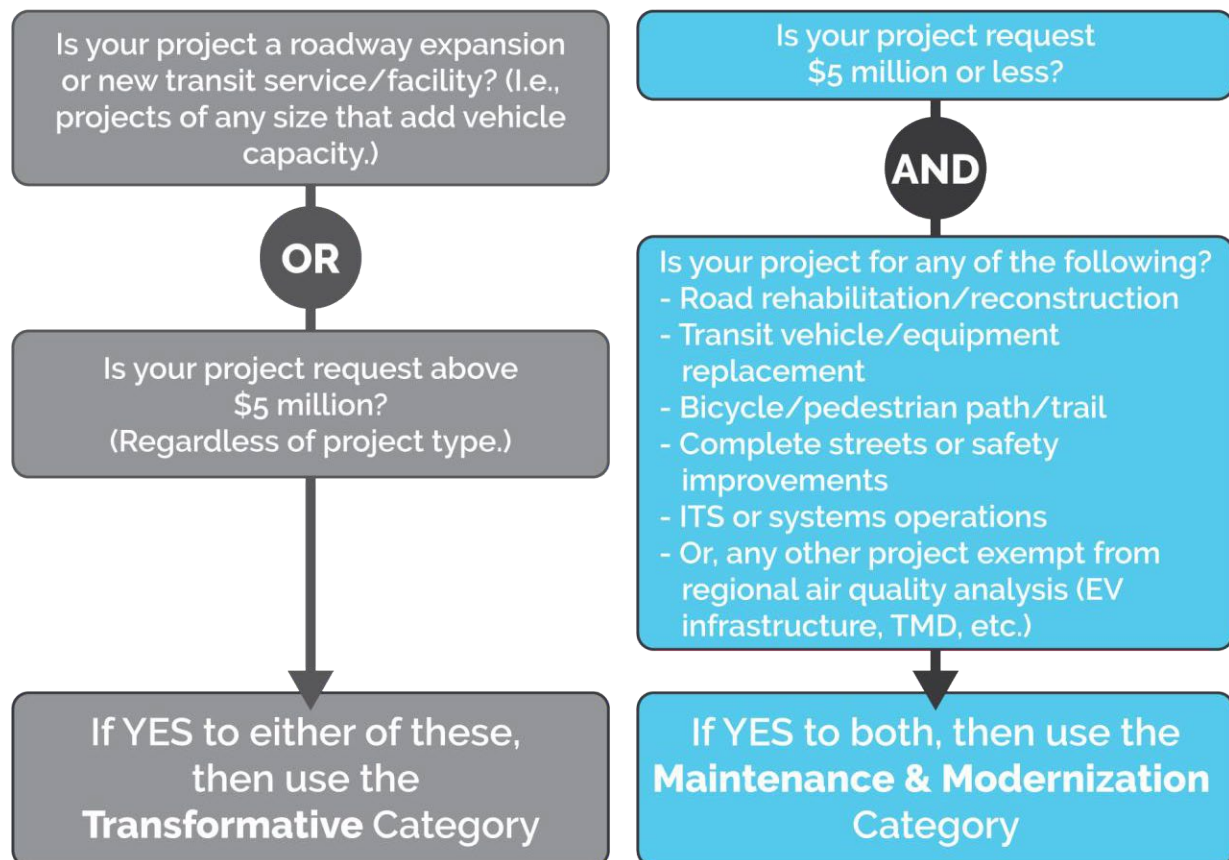 Is your project a roadway expansion
or new transit service/facility? (I.e.,
projects of any size that add vehicle
capacity.)
OR
Is your project request above
$5 million?
(Regardless of project type.)
If YES to either of these,
then use the
Transformative Category
Is your project request
$5 million or less?
AND
Is your project for any of the following?
- Road rehabilitation/reconstruction
- Transit vehicle/equipment
replacement
- Bicycle/pedestrian path/trail
- Complete streets or safety
improvements
- ITS or systems operations
- Or, any other project exempt from
regional air quality analysis (EV
infrastructure, TMD, etc.)
If YES to both, then use the
Maintenance & Modernization
Category